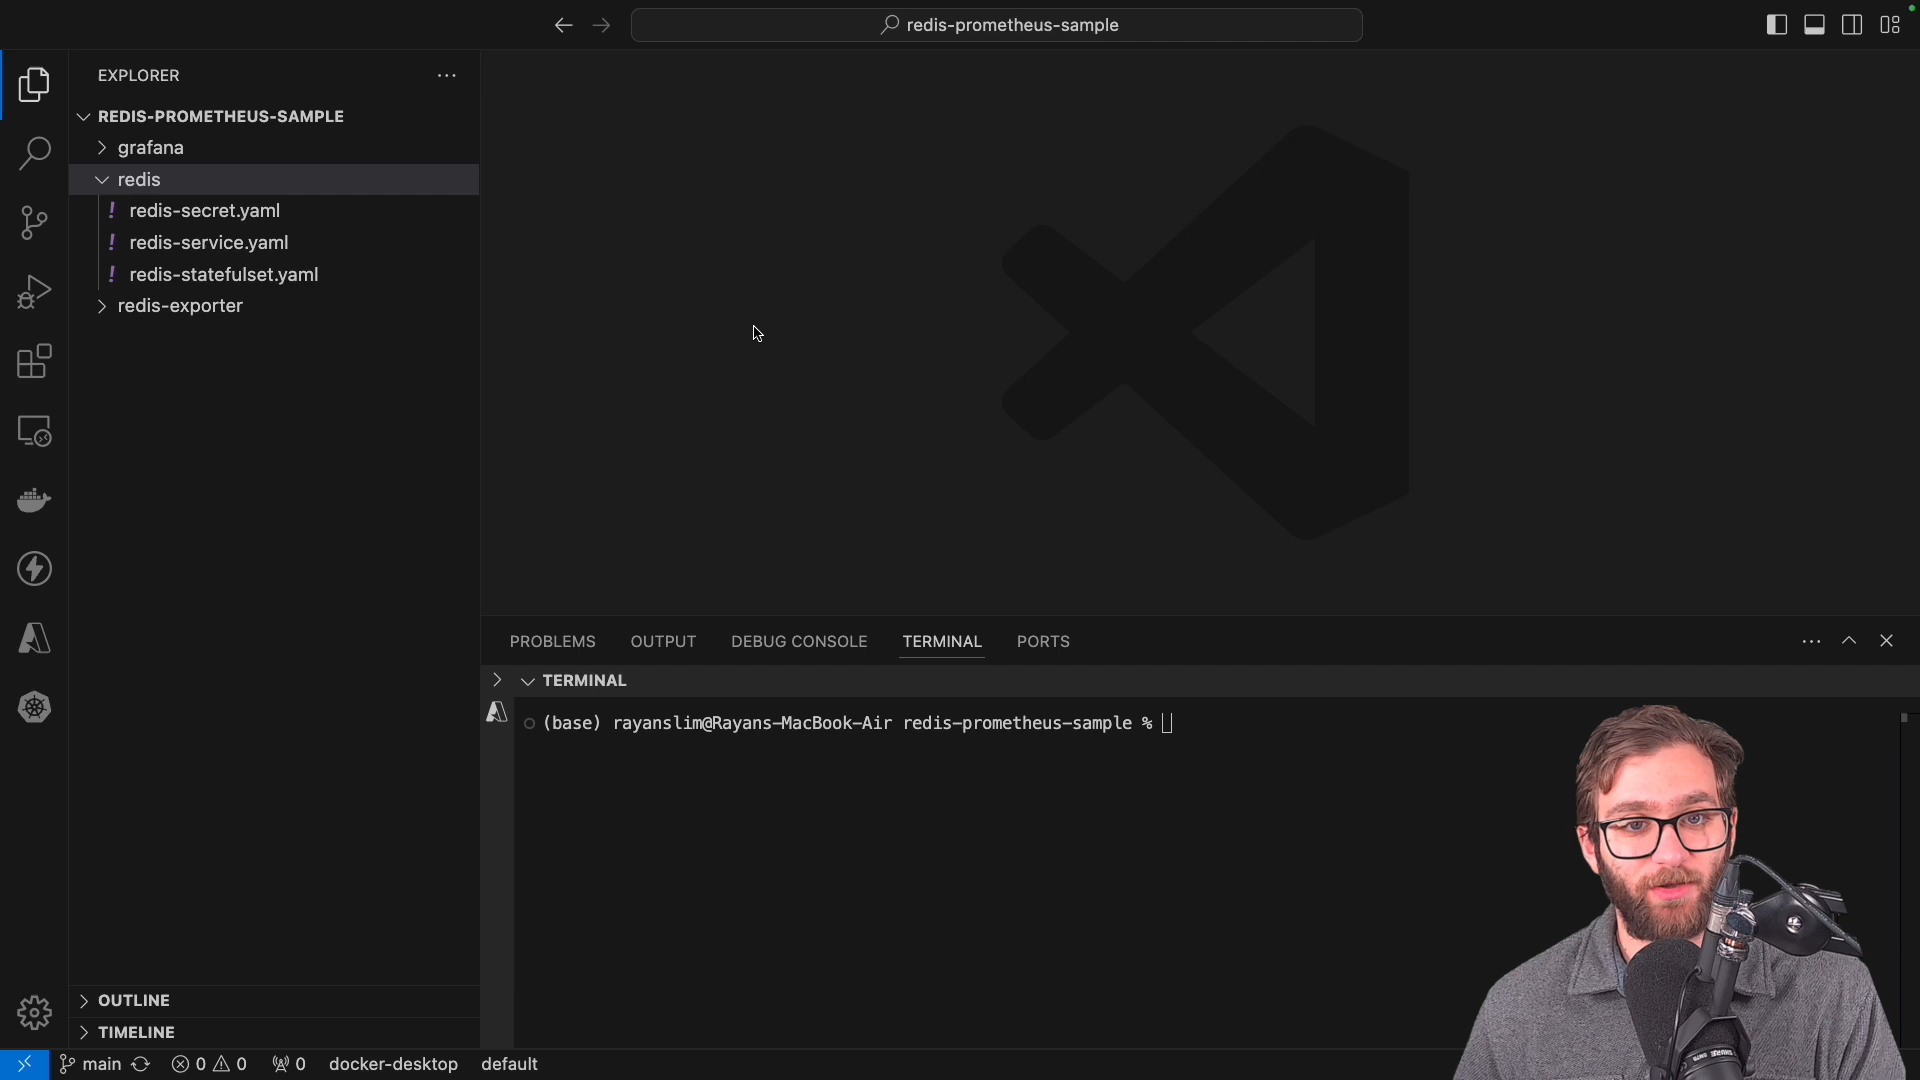 redis-prometheus-sample
EXPLORER
REDIS-PROMETHEUS-SAMPLE
grafana
redis
! redis-secret.yaml
! redis-service.yaml
! redis-statefulset.yaml
redis-exporter
PROBLEMS OUTPUT DEBUG CONSOLE TERMINAL PORTS
TERMINAL
(base) rayanslim@Rayans-MacBook-Air redis-prometheus-sample %
OUTLINE
TIMELINE
main 0 0 0 docker-desktop default